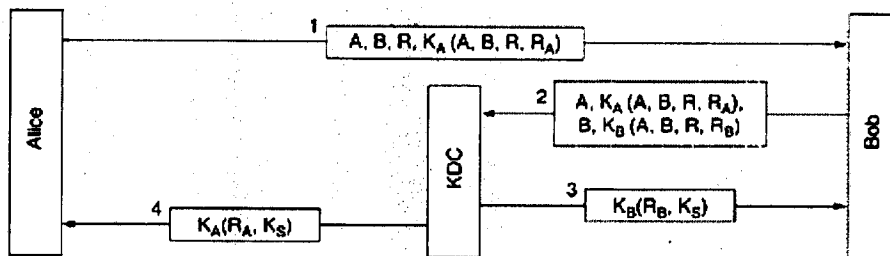 1
A, B, R, K_A (A, B, R, R_A)
Alice
Bob
KDC
2
A, K_A (A, B, R, R_A),
B, K_B (A, B, R, R_B)
3
K_B(R_B, K_S)
4
K_A(R_A, K_S)